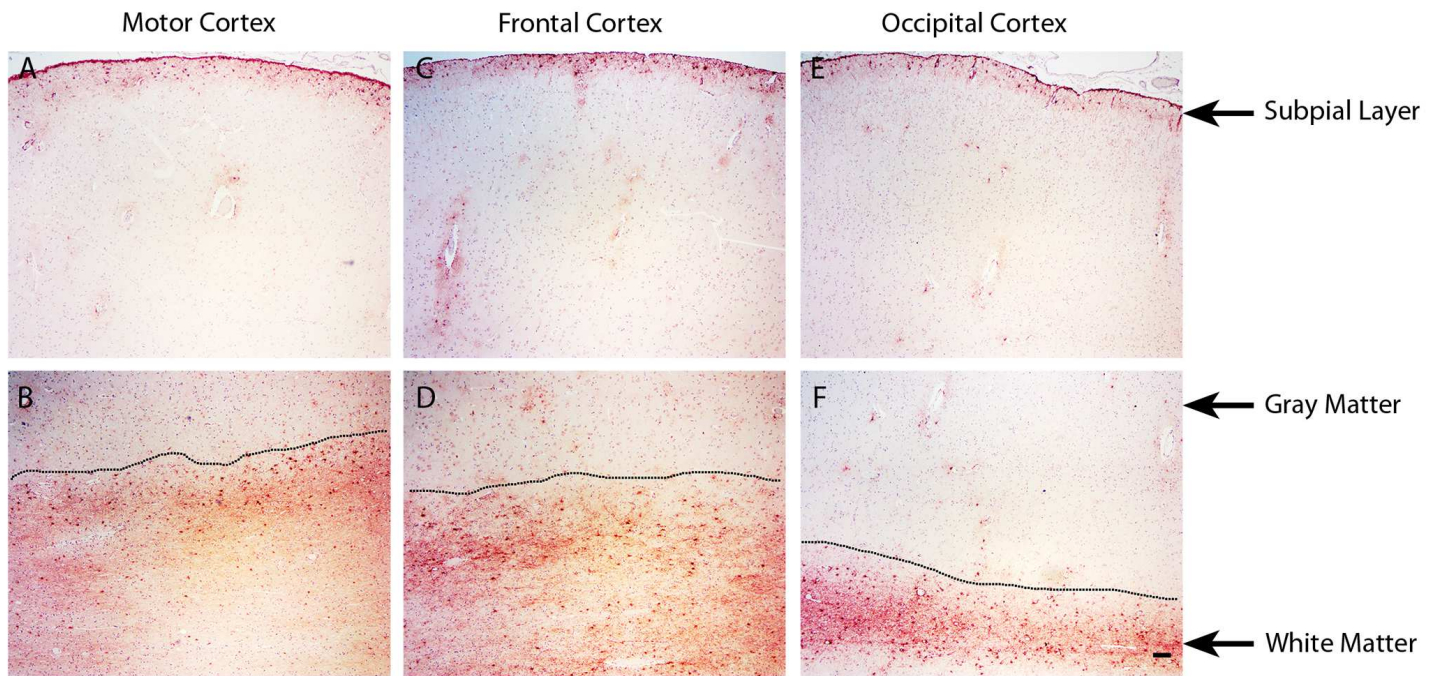 Motor Cortex
Frontal Cortex
Occipital Cortex
A
C
E
Subpial Layer
B
D
F
Gray Matter
White Matter